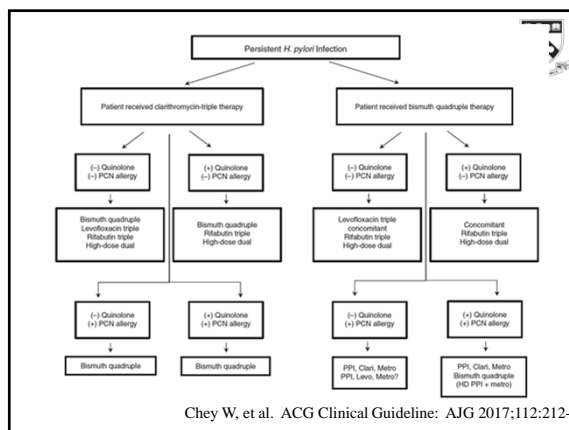 Persistent H. pylori Infection
Patient received clarithromycin-triple therapy
Patient received bismuth quadruple therapy
(–) Quinolone
(–) PCN allergy
(+) Quinolone
(–) PCN allergy
(–) Quinolone
(–) PCN allergy
(+) Quinolone
(–) PCN allergy
Bismuth quadruple
Levofloxacin triple
Rifabutin triple
High-dose dual
Bismuth quadruple
Rifabutin triple
High-dose dual
Levofloxacin triple
concomitant
Rifabutin triple
High-dose dual
Concomitant
Rifabutin triple
High-dose dual
(–) Quinolone
(+) PCN allergy
(+) Quinolone
(+) PCN allergy
(–) Quinolone
(+) PCN allergy
(+) Quinolone
(+) PCN allergy
Bismuth quadruple
Bismuth quadruple
PPI, Clari, Metro
PPI, Levo, Metro?
PPI, Clari, Metro
Bismuth quadruple
(HD PPI + metro)
Chey W, et al. ACG Clinical Guideline: AJG 2017;112:212-